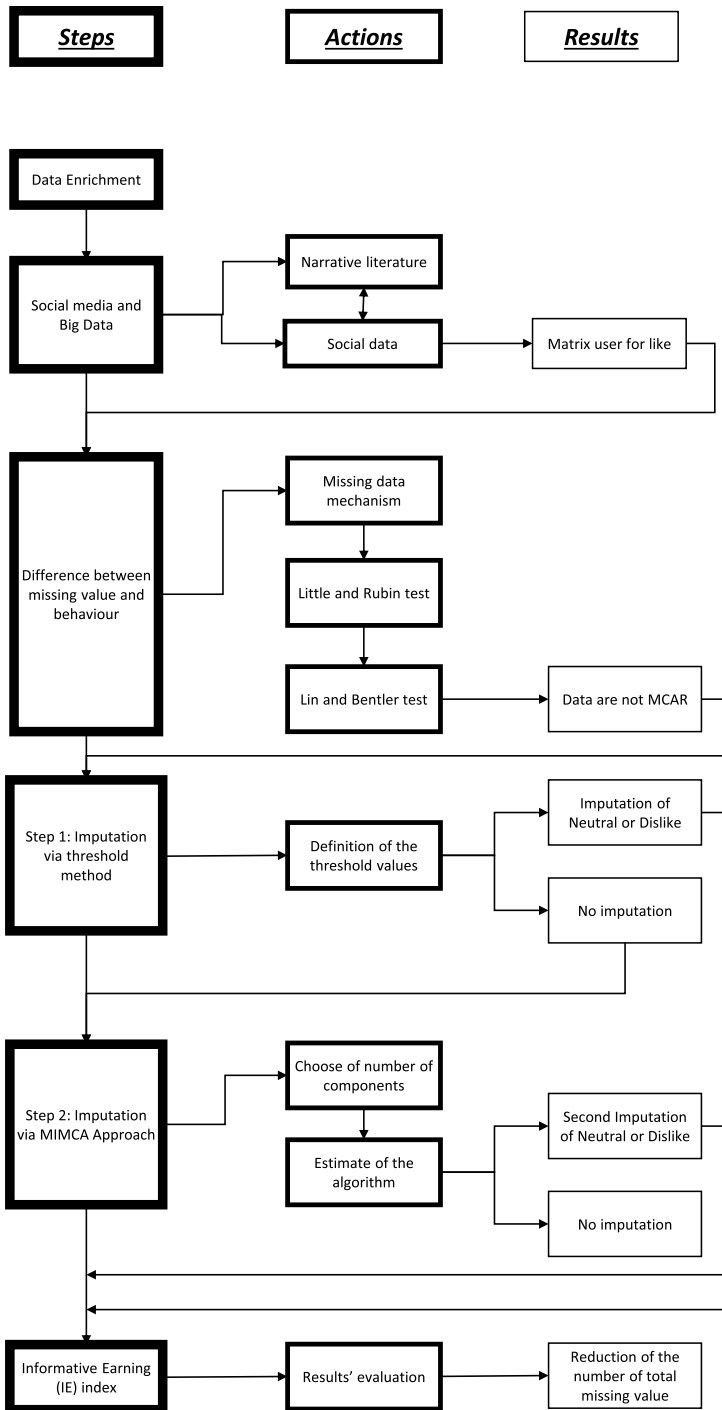 Steps
Actions
Results
Data Enrichment
Social media and
Big Data
Narrative literature
Social data
Matrix user for like
Difference between
missing value and
behaviour
Missing data
mechanism
Little and Rubin test
Lin and Bentler test
Data are not MCAR
Step 1: Imputation
via threshold
method
Definition of the
threshold values
Imputation of
Neutral or Dislike
No imputation
Step 2: Imputation
via MIMCA Approach
Choose of number of
components
Estimate of the
algorithm
Second Imputation
of Neutral or Dislike
No imputation
Informative Earning
(IE) index
Results’ evaluation
Reduction of the
number of total
missing value